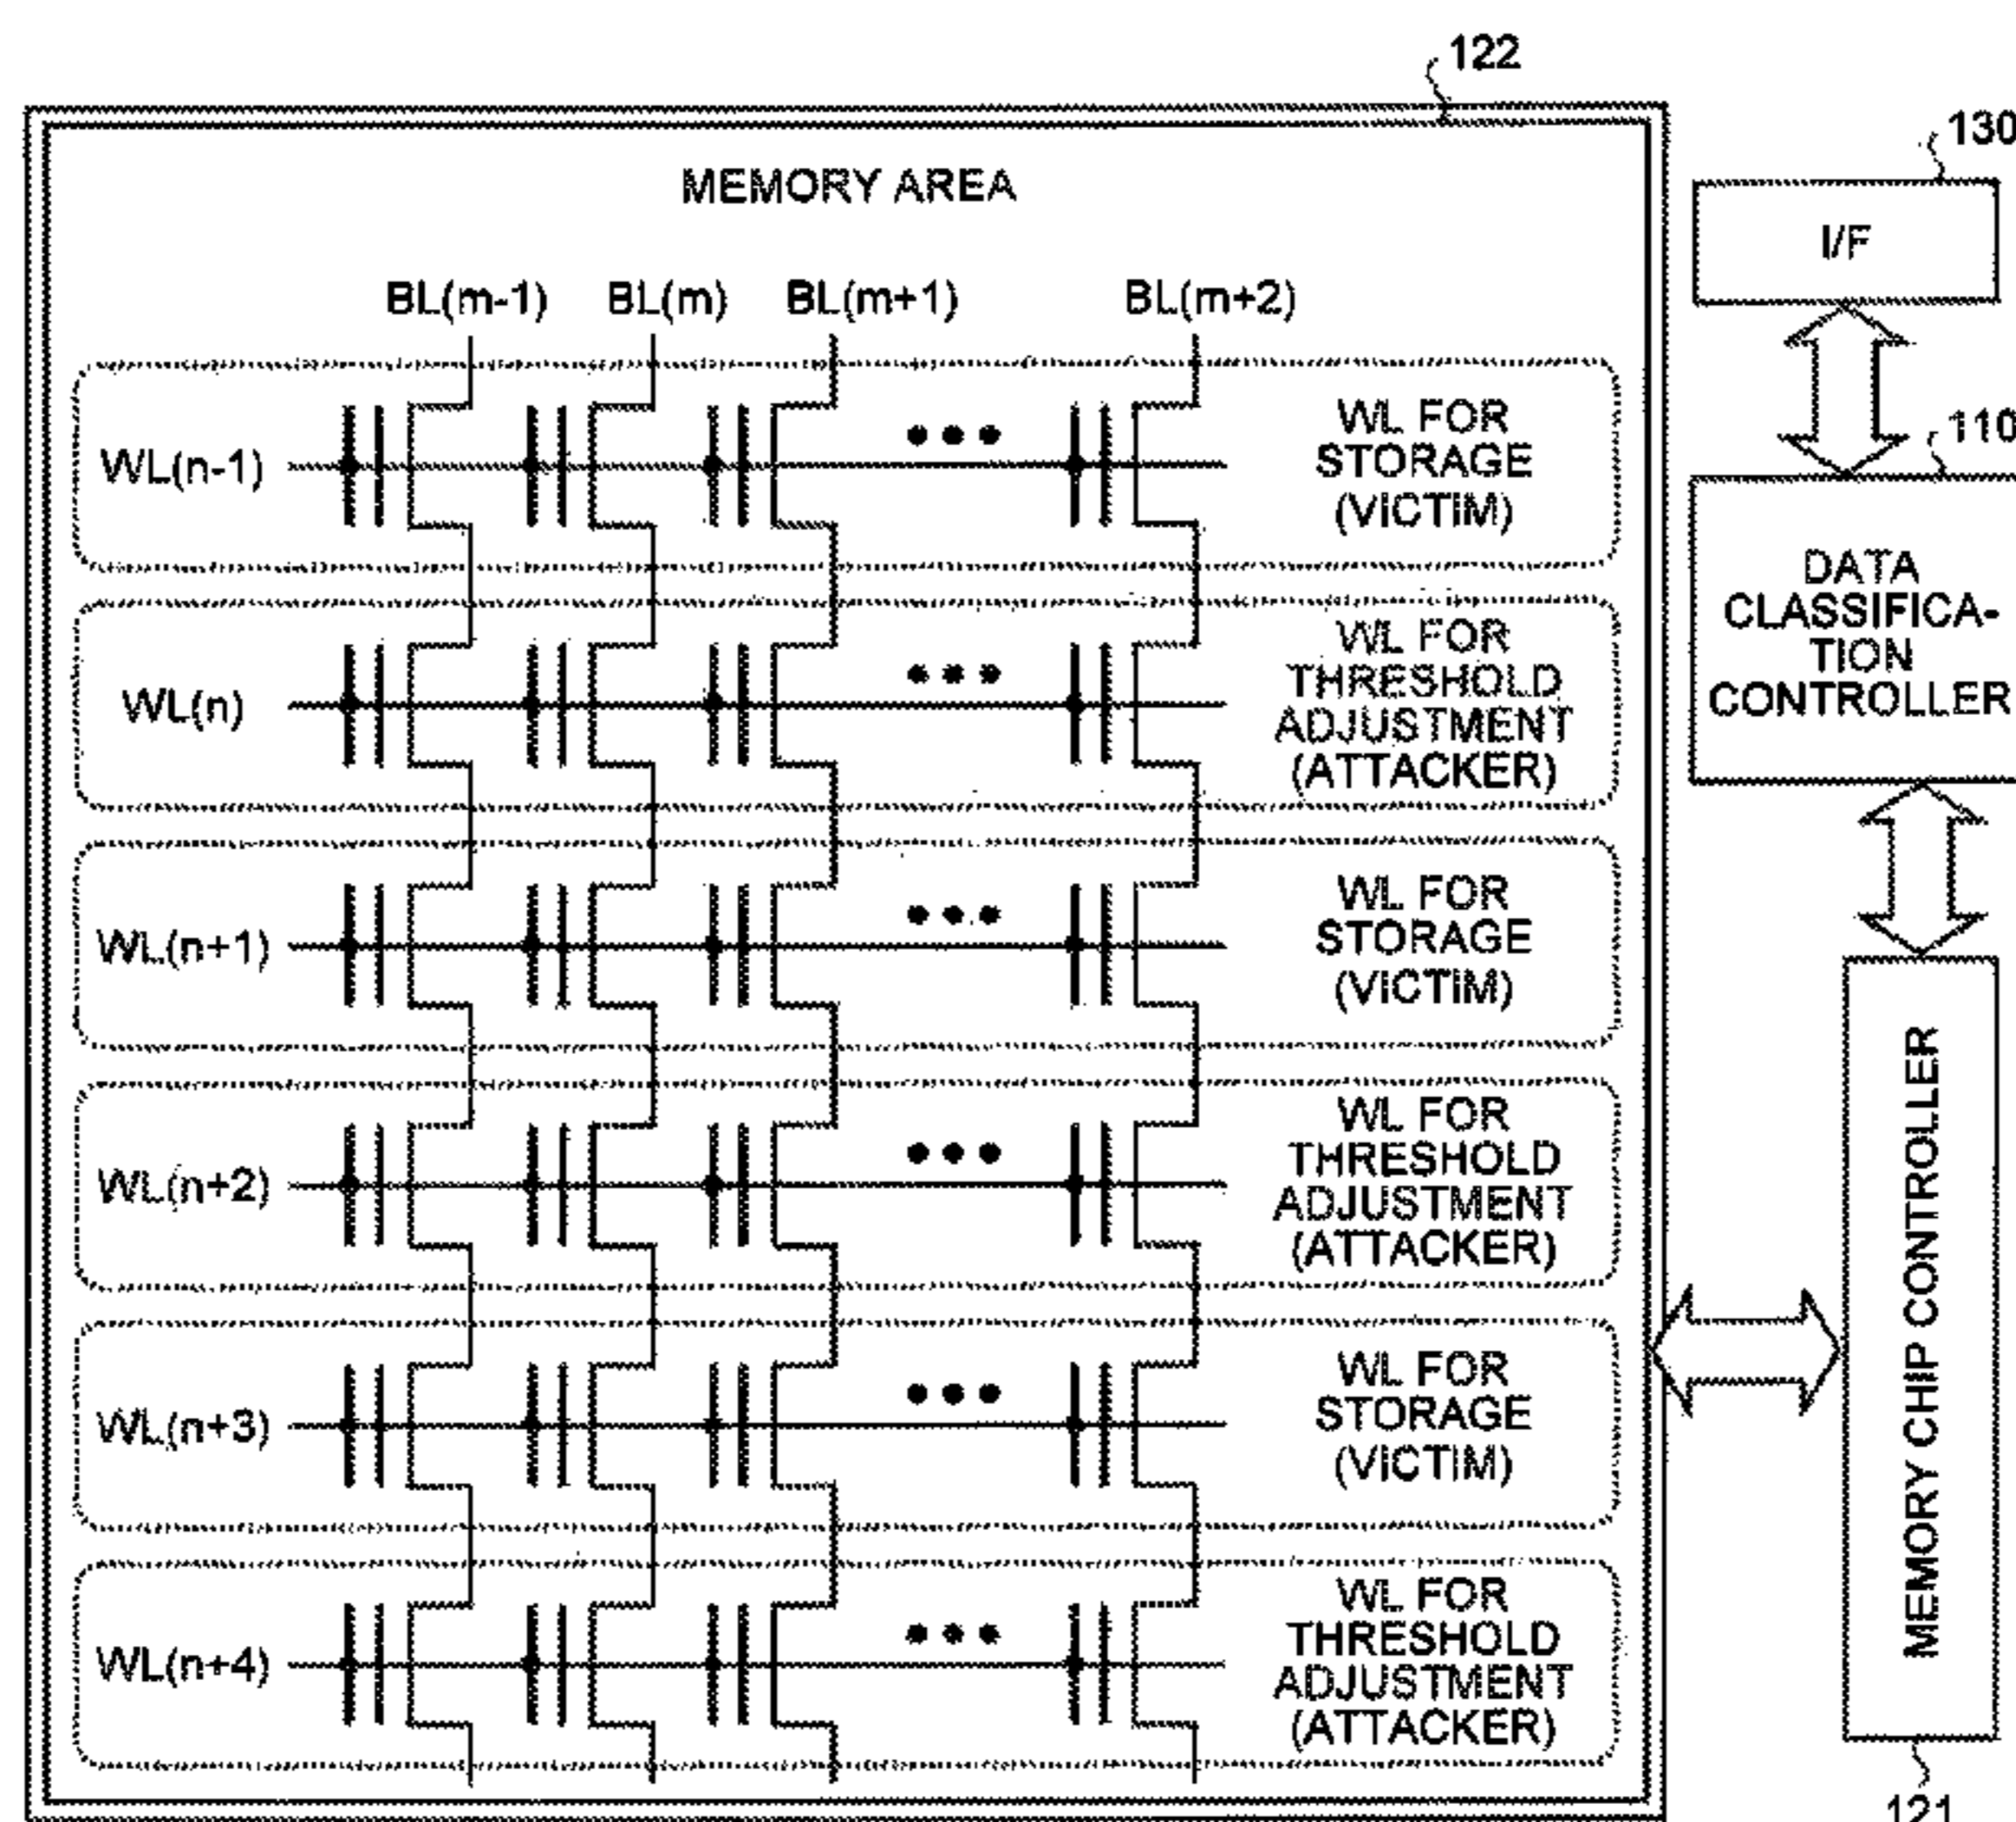 122
130
MEMORY AREA
I/F
BL(m-1) BL(m) BL(m+1) BL(m+2)
WL(n-1)
WL FOR
STORAGE
(VICTIM)
110
DATA
CLASSIFICA-
TION
CONTROLLER
WL(n)
WL FOR
THRESHOLD
ADJUSTMENT
(ATTACKER)
WL(n+1)
WL FOR
STORAGE
(VICTIM)
WL(n+2)
WL FOR
THRESHOLD
ADJUSTMENT
(ATTACKER)
WL(n+3)
WL FOR
STORAGE
(VICTIM)
WL(n+4)
WL FOR
THRESHOLD
ADJUSTMENT
(ATTACKER)
MEMORY CHIP CONTROLLER
121